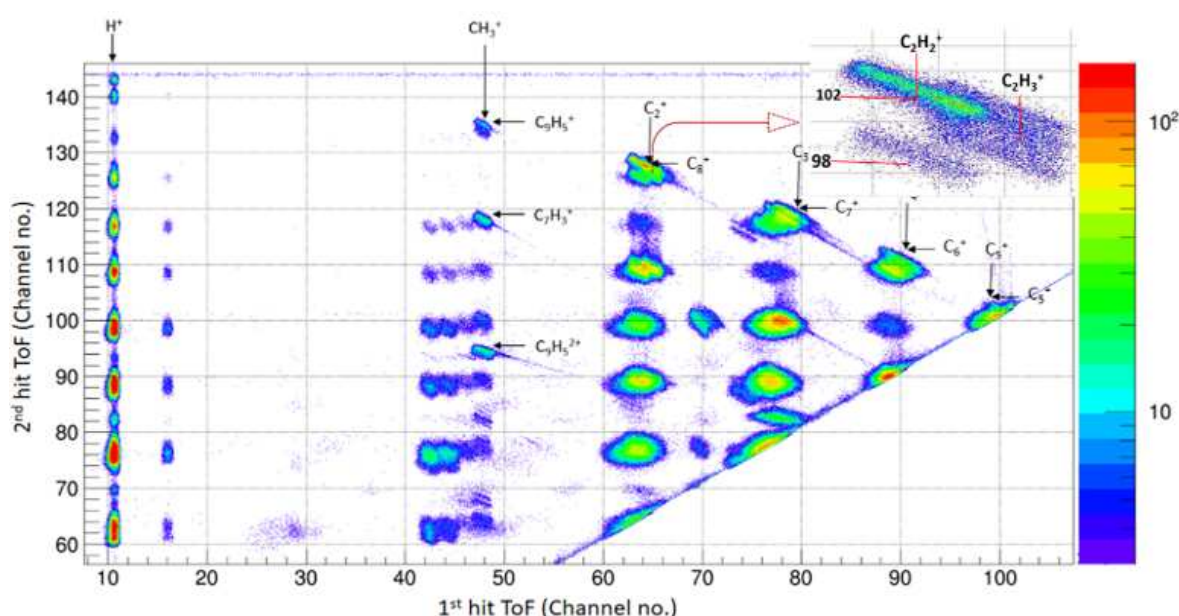 H⁺
CH₃⁺
C₂H₂⁺
C₂H₃⁺
102
98
C₂⁺
C₈⁺
C₃
C₇⁺
C₆⁺
C₅⁺
C₅⁺
C₉H₅⁺
C₇H₃⁺
C₉H₅²⁺
140
130
120
110
100
90
80
70
60
2ⁿᵈ hit ToF (Channel no.)
10 20 30 40 50 60 70 80 90 100
1ˢᵗ hit ToF (Channel no.)
10²
10